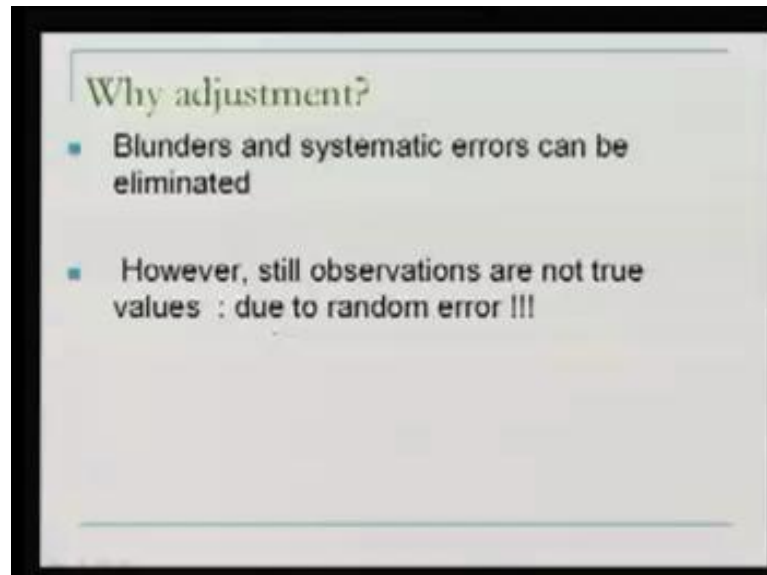 Why adjustment?
Blunders and systematic errors can be
eliminated
However, still observations are not true
values : due to random error !!!